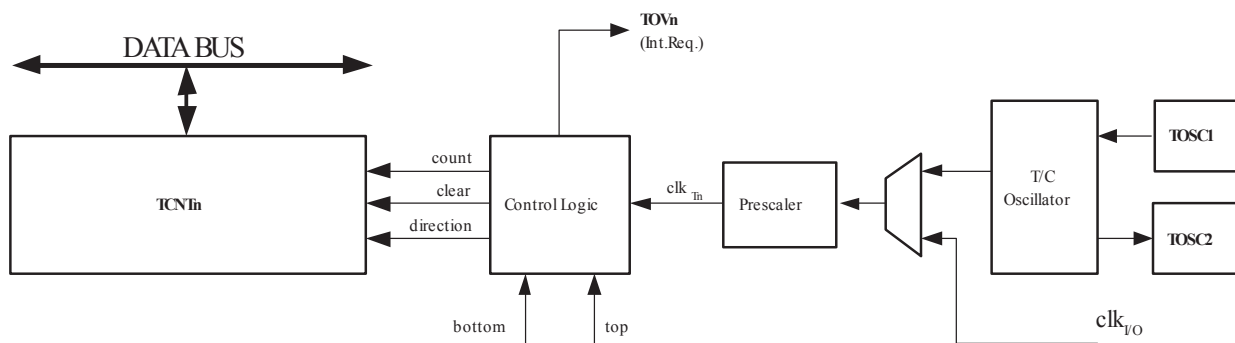 TOVn
(Int.Req.)
DATA BUS
TOSC1
count
T/C
Oscillator
clk Tn
TCNTn
clear
Control Logic
Prescaler
direction
TOSC2
bottom
top
clkI/O